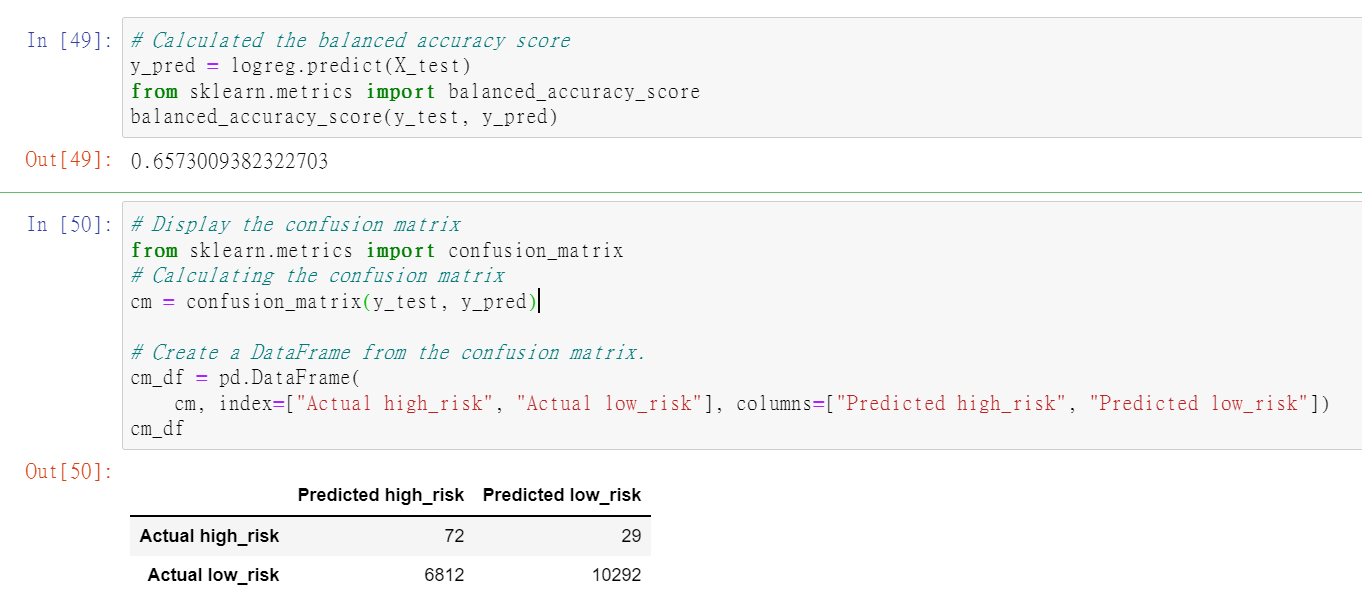 In [49]: # Calculated the balanced accuracy score
y_pred = logreg.predict(X_test)
from sklearn.metrics import balanced_accuracy_score
balanced_accuracy_score(y_test, y_pred)
Out[49]: 0.6573009382322703
In [50]: # Display the confusion matrix
from sklearn.metrics import confusion_matrix
# Calculating the confusion matrix
cm = confusion_matrix(y_test, y_pred)
# Create a DataFrame from the confusion matrix.
cm_df = pd.DataFrame(
    cm, index=["Actual high_risk", "Actual low_risk"], columns=["Predicted high_risk", "Predicted low_risk"])
cm_df
Out[50]:
Predicted high_risk Predicted low_risk
Actual high_risk 72 29
Actual low_risk 6812 10292